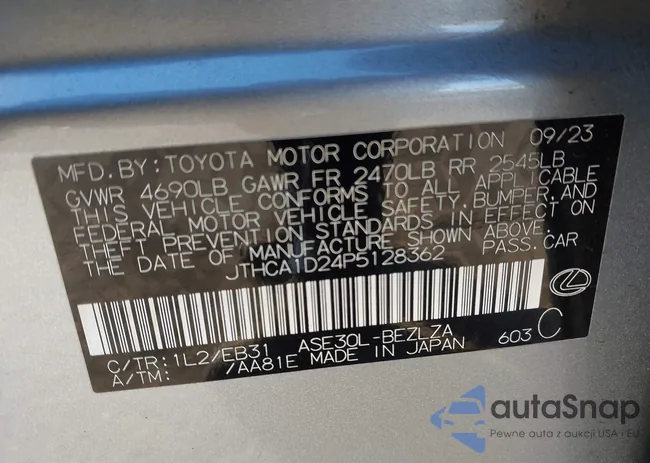 MFD. BY: TOYOTA MOTOR CORPORATION 09/23
GVWR 4690LB GAWR FR 2470LB RR 2545LB
THIS VEHICLE CONFORMS TO ALL APPLICABLE
FEDERAL MOTOR VEHICLE SAFETY, BUMPER, AND
THEFT PREVENTION STANDARDS IN EFFECT ON
THE DATE OF MANUFACTURE SHOWN ABOVE.
JTHCA1D24P5128362 PASS. CAR
C/TR: 1L2/EB31 ASE30L-BEZLZA
A/TM: /AA81E MADE IN JAPAN 603 C
autaSnap
Pewne auta z aukcji USA - EU